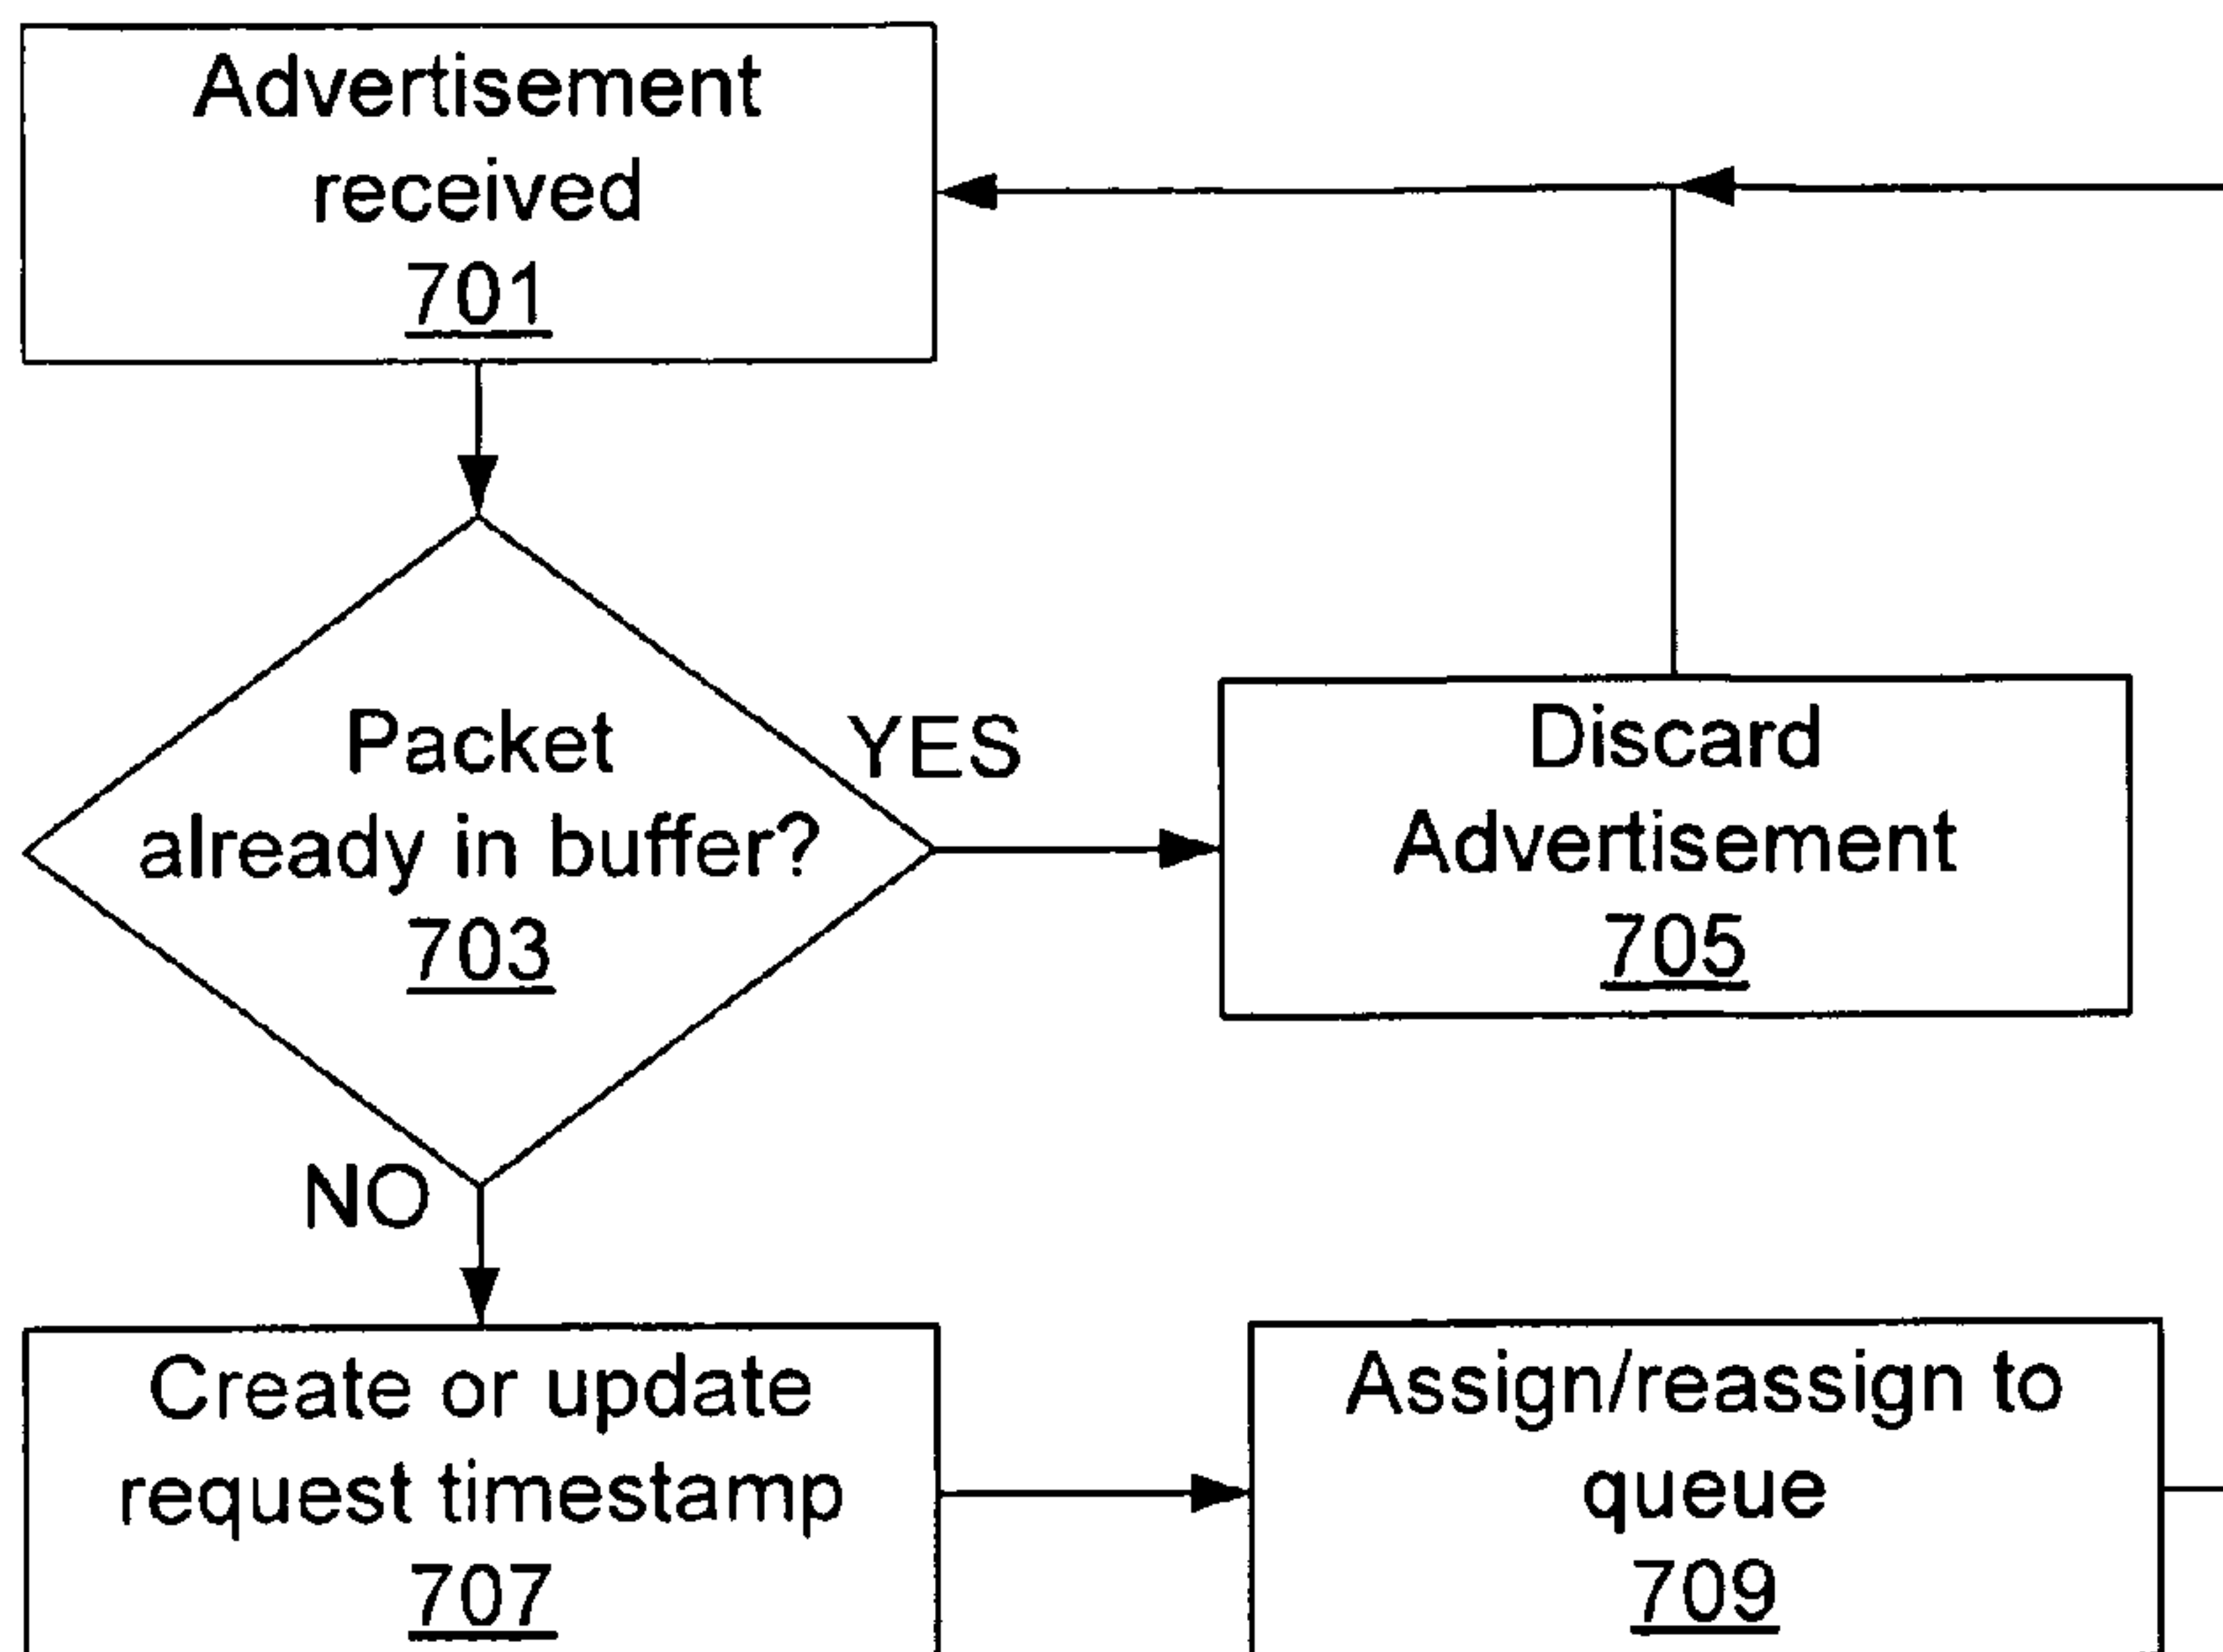 Advertisement
received
701
Packet
already in buffer?
703
YES
Discard
Advertisement
705
NO
Create or update
request timestamp
707
Assign/reassign to
queue
709